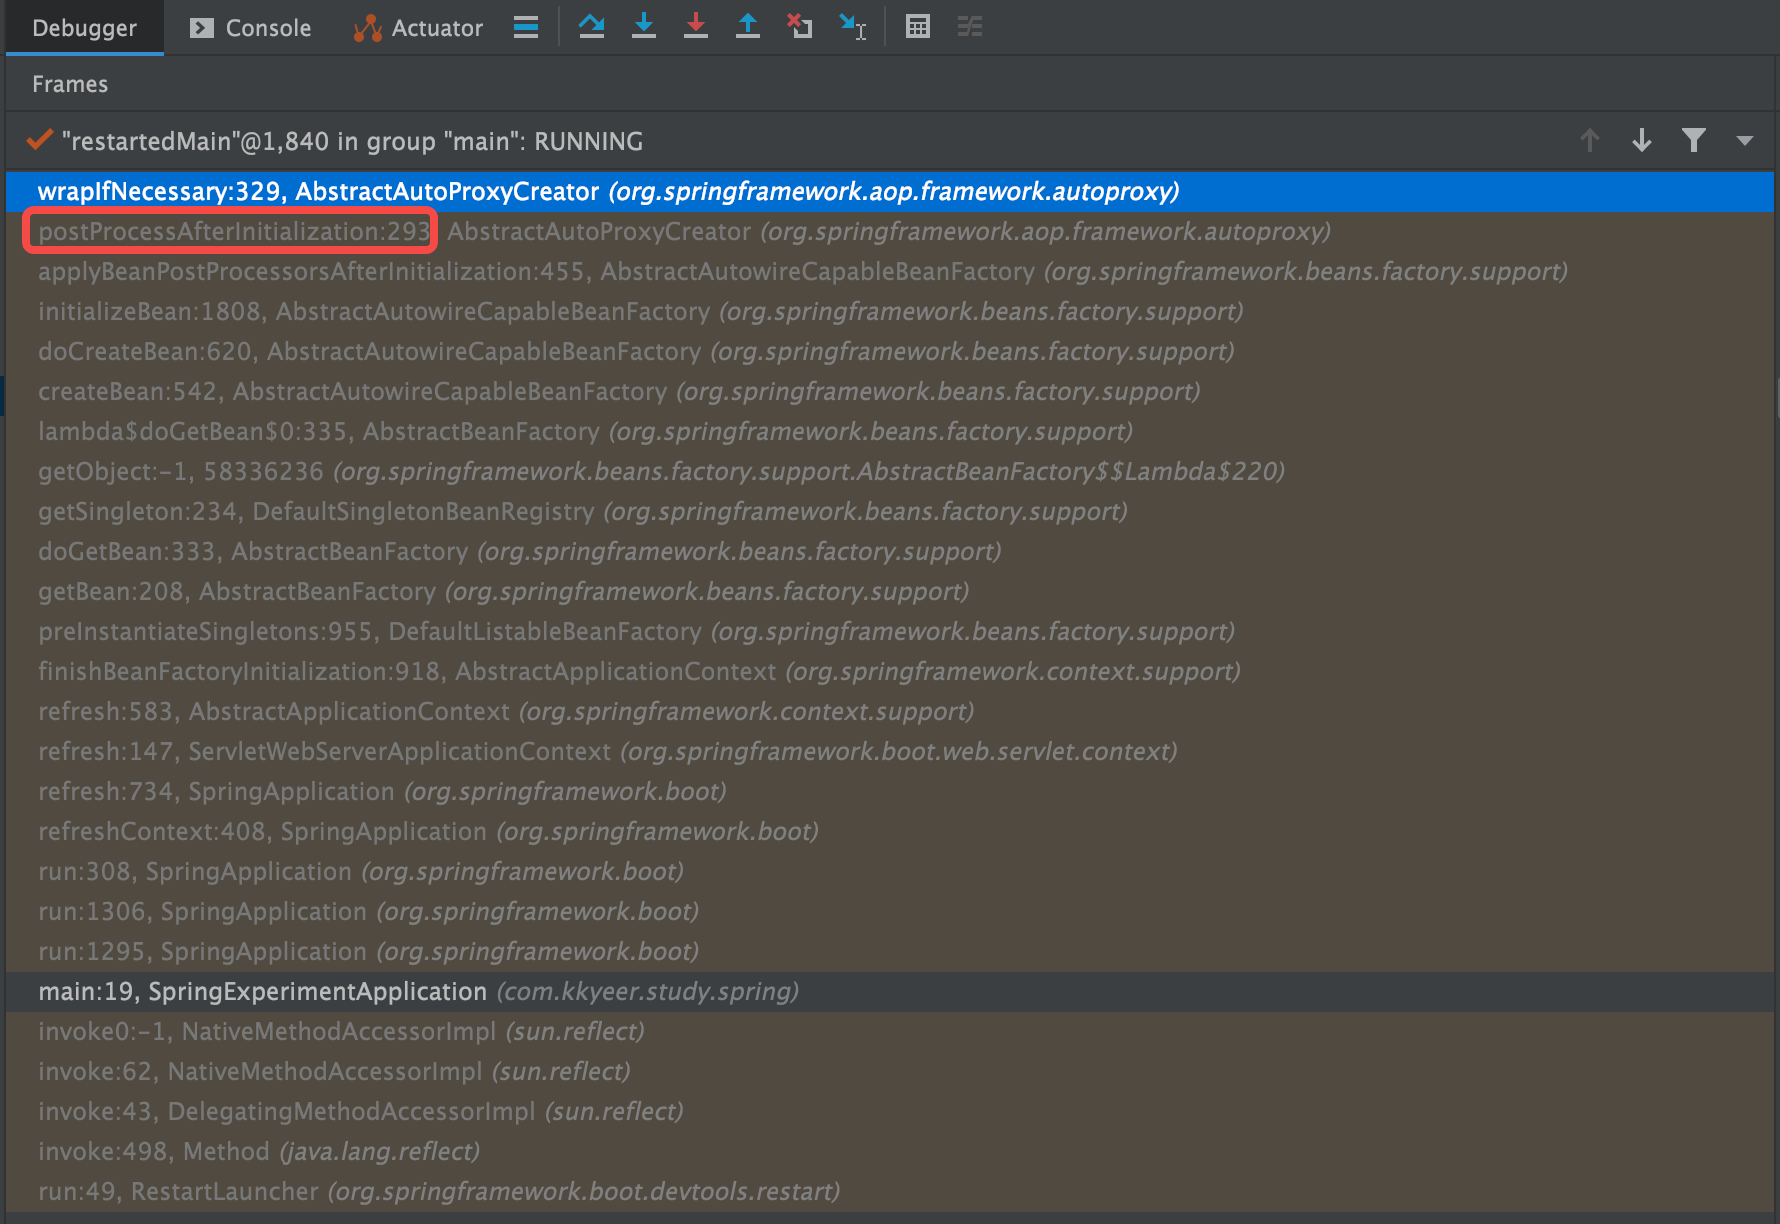 Debugger Console Actuator
Frames
"restartedMain"@1,840 in group "main": RUNNING
wrapIfNecessary:329, AbstractAutoProxyCreator (org.springframework.aop.framework.autoproxy)
postProcessAfterInitialization:293 AbstractAutoProxyCreator (org.springframework.aop.framework.autoproxy)
applyBeanPostProcessorsAfterInitialization:455, AbstractAutowireCapableBeanFactory (org.springframework.beans.factory.support)
initializeBean:1808, AbstractAutowireCapableBeanFactory (org.springframework.beans.factory.support)
doCreateBean:620, AbstractAutowireCapableBeanFactory (org.springframework.beans.factory.support)
createBean:542, AbstractAutowireCapableBeanFactory (org.springframework.beans.factory.support)
lambda$doGetBean$0:335, AbstractBeanFactory (org.springframework.beans.factory.support)
getObject:-1, 58336236 (org.springframework.beans.factory.support.AbstractBeanFactory$$Lambda$220)
getSingleton:234, DefaultSingletonBeanRegistry (org.springframework.beans.factory.support)
doGetBean:333, AbstractBeanFactory (org.springframework.beans.factory.support)
getBean:208, AbstractBeanFactory (org.springframework.beans.factory.support)
preInstantiateSingletons:955, DefaultListableBeanFactory (org.springframework.beans.factory.support)
finishBeanFactoryInitialization:918, AbstractApplicationContext (org.springframework.context.support)
refresh:583, AbstractApplicationContext (org.springframework.context.support)
refresh:147, ServletWebServerApplicationContext (org.springframework.boot.web.servlet.context)
refresh:734, SpringApplication (org.springframework.boot)
refreshContext:408, SpringApplication (org.springframework.boot)
run:308, SpringApplication (org.springframework.boot)
run:1306, SpringApplication (org.springframework.boot)
run:1295, SpringApplication (org.springframework.boot)
main:19, SpringExperimentApplication (com.kkyeer.study.spring)
invoke0:-1, NativeMethodAccessorImpl (sun.reflect)
invoke:62, NativeMethodAccessorImpl (sun.reflect)
invoke:43, DelegatingMethodAccessorImpl (sun.reflect)
invoke:498, Method (java.lang.reflect)
run:49, RestartLauncher (org.springframework.boot.devtools.restart)